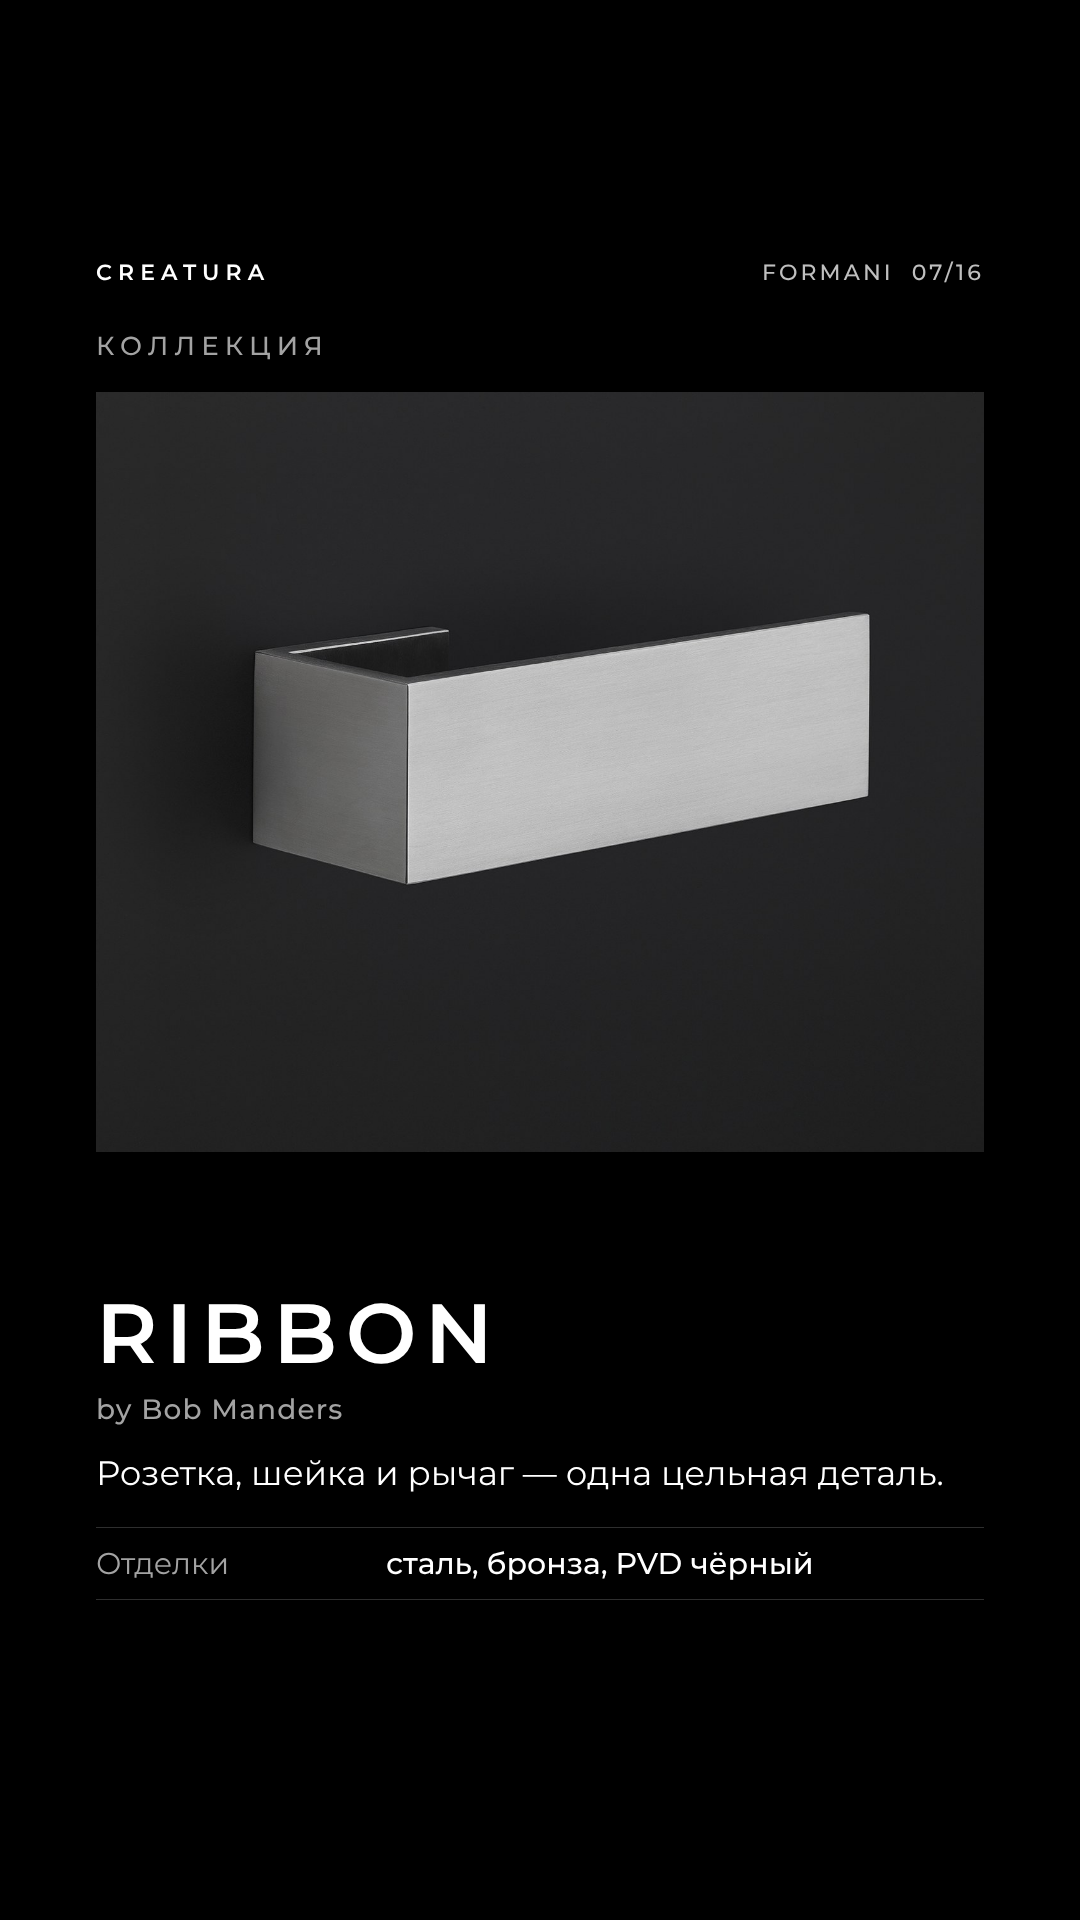 CREATURA
FORMANI 07/16
КОЛЛЕКЦИЯ
RIBBON
by Bob Manders
Розетка, шейка и рычаг — одна цельная деталь.
Отделки сталь, бронза, PVD чёрный